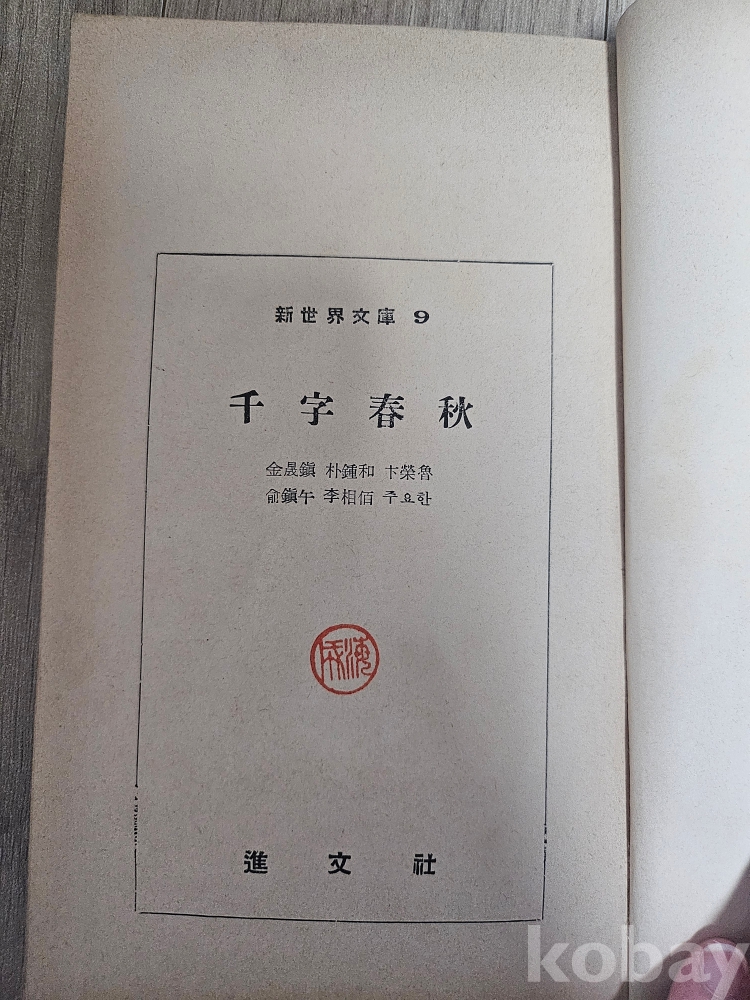 新世界文庫 9
千字春秋
金晟鎭 朴鍾和 卞榮魯
兪鎭午 李相佰 주요한
進文社
kobay